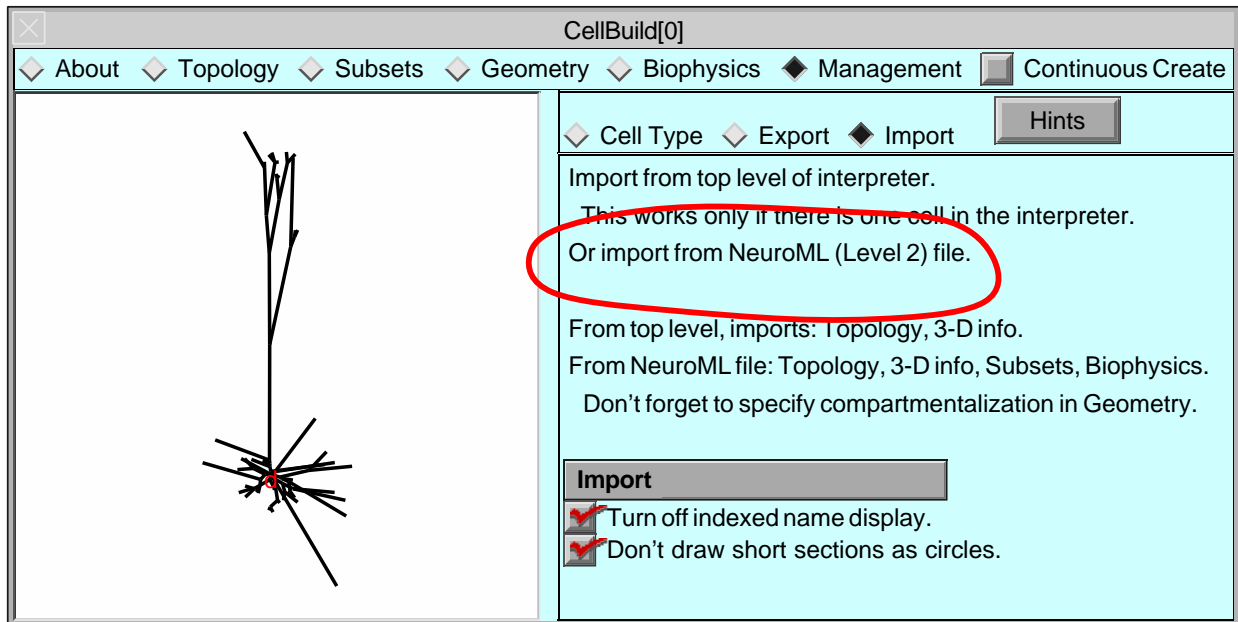 CellBuild[0]
About Topology Subsets Geometry Biophysics Management Continuous Create
Cell Type Export Import Hints
Import from top level of interpreter.
This works only if there is one cell in the interpreter.
Or import from NeuroML (Level 2) file.
From top level, imports: Topology, 3-D info.
From NeuroML file: Topology, 3-D info, Subsets, Biophysics.
Don't forget to specify compartmentalization in Geometry.
Import
Turn off indexed name display.
Don't draw short sections as circles.
d